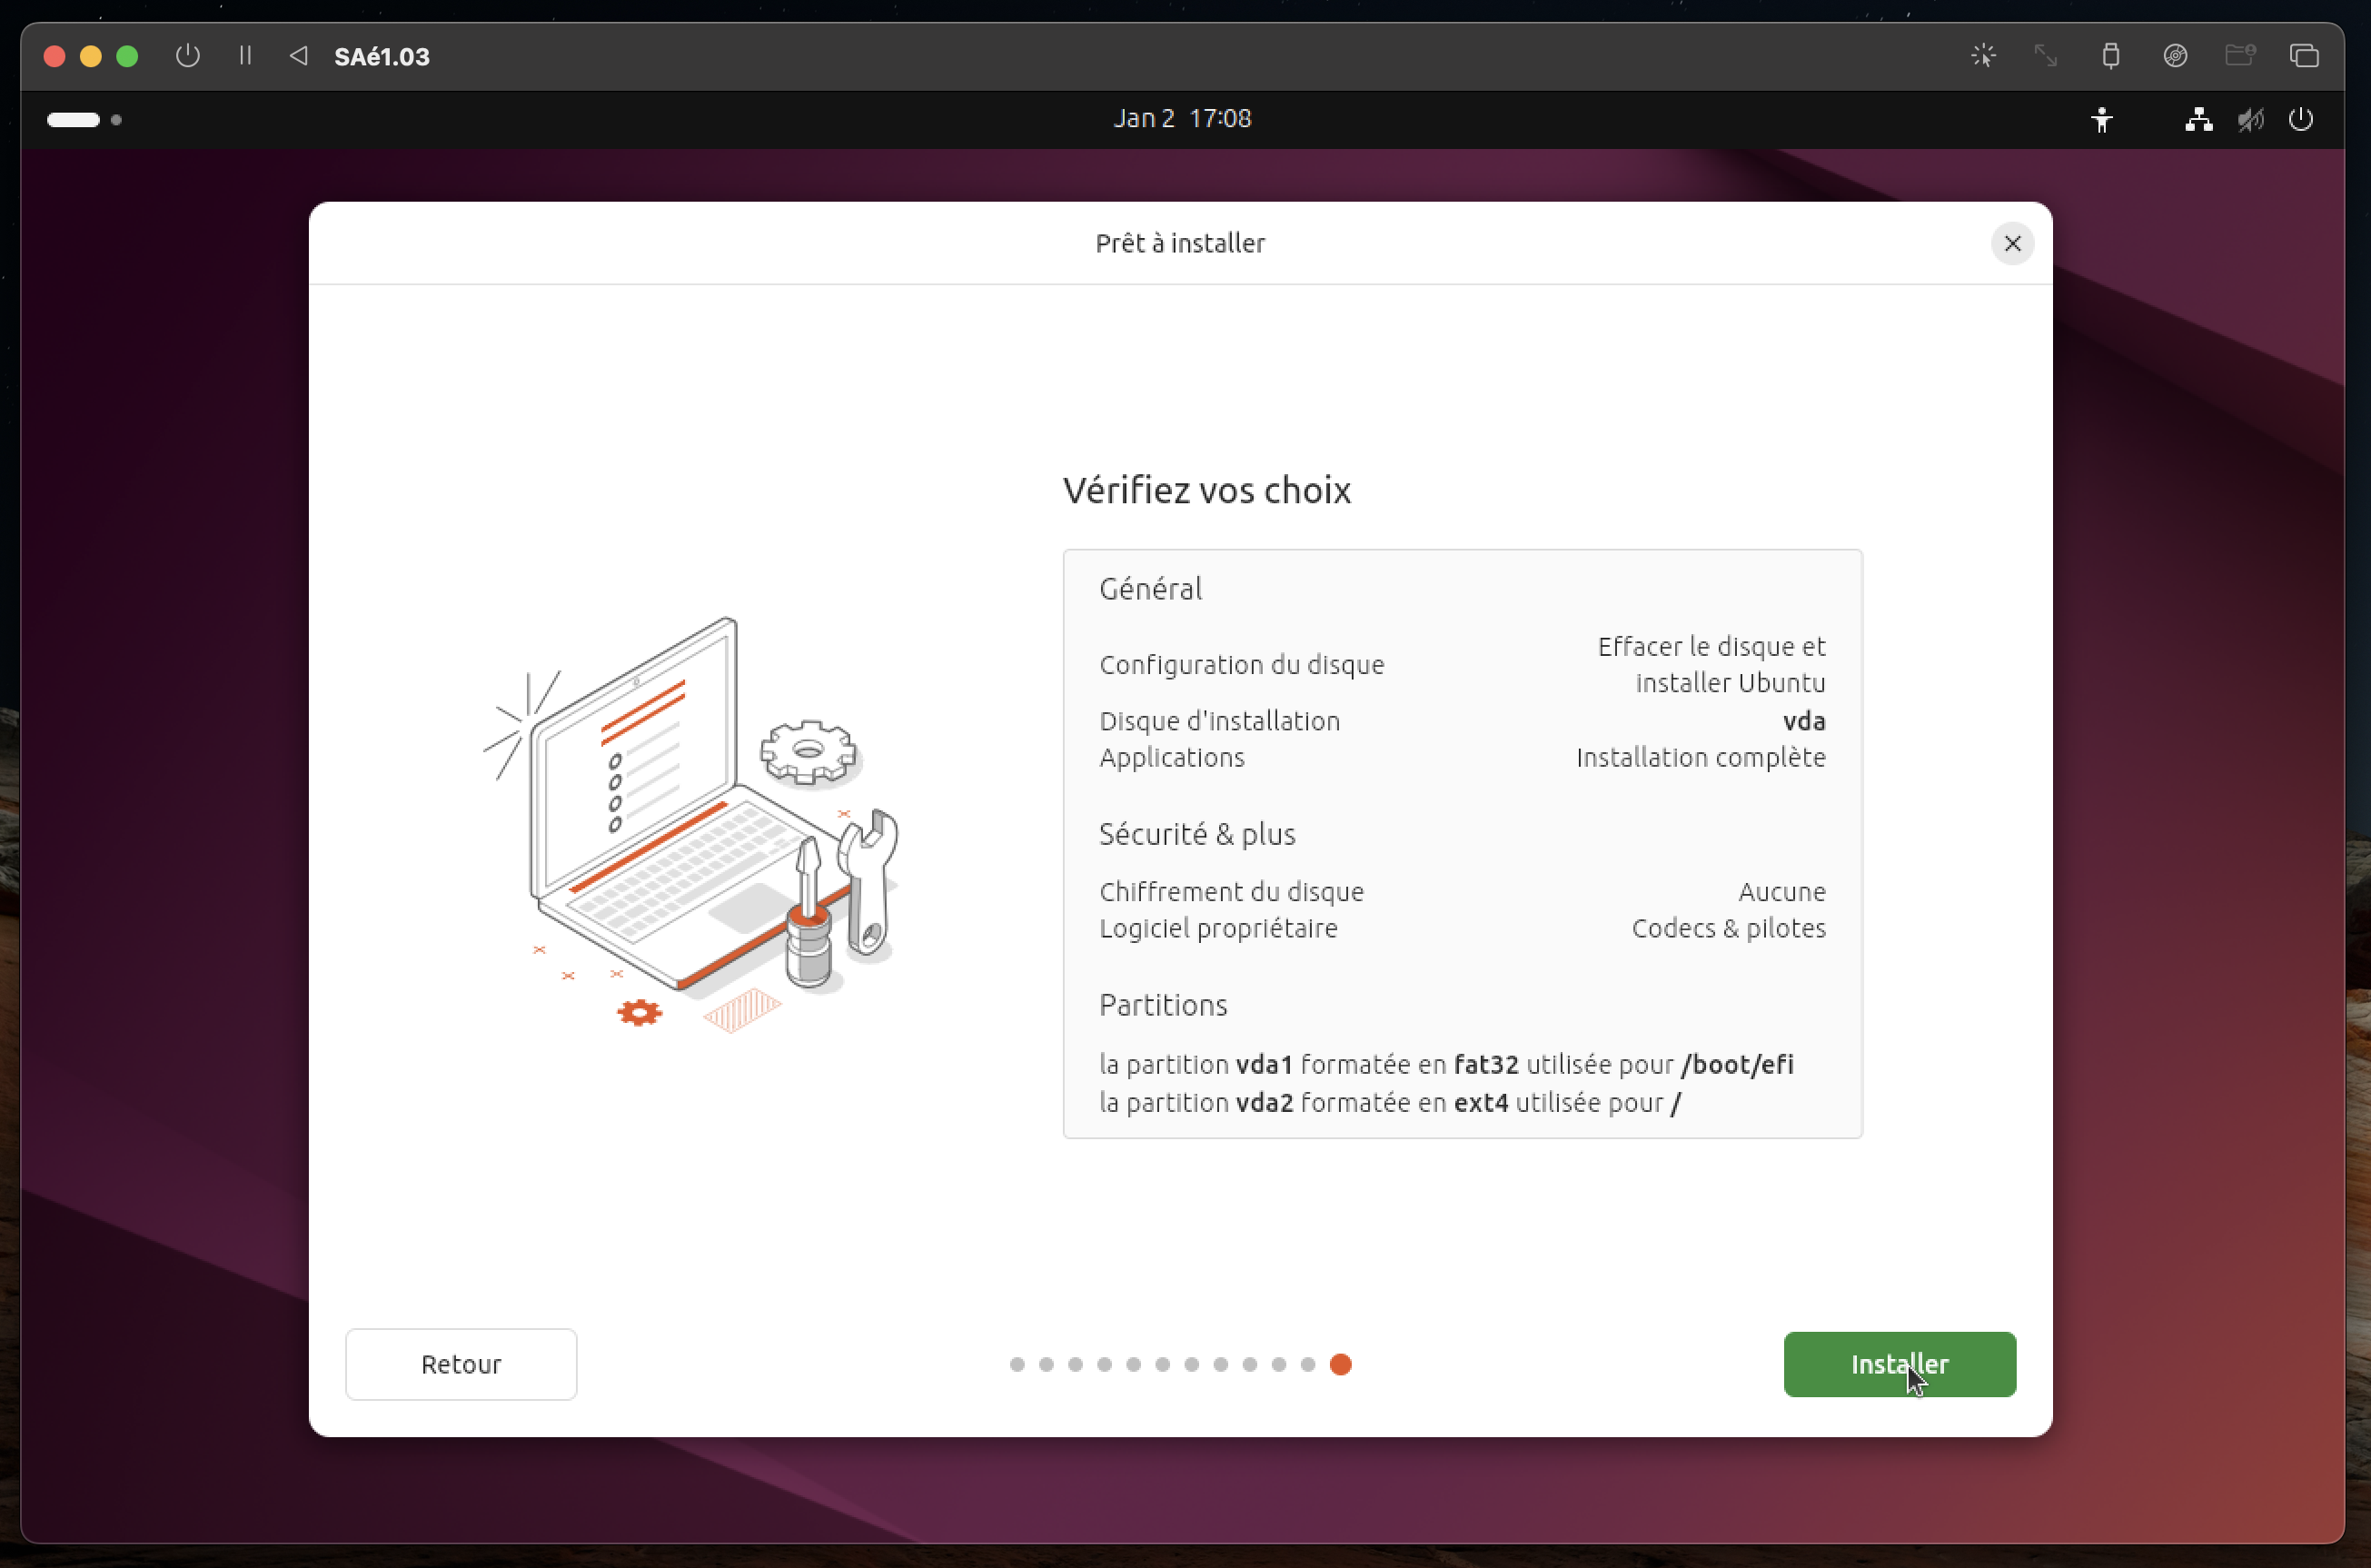 SAé1.03
Jan 2 17:08
Prêt à installer
Vérifiez vos choix
Général
Configuration du disque
Effacer le disque et
installer Ubuntu
Disque d'installation vda
Applications Installation complète
Sécurité & plus
Chiffrement du disque Aucune
Logiciel propriétaire Codecs & pilotes
Partitions
la partition vda1 formatée en fat32 utilisée pour /boot/efi
la partition vda2 formatée en ext4 utilisée pour /
Retour
Installer